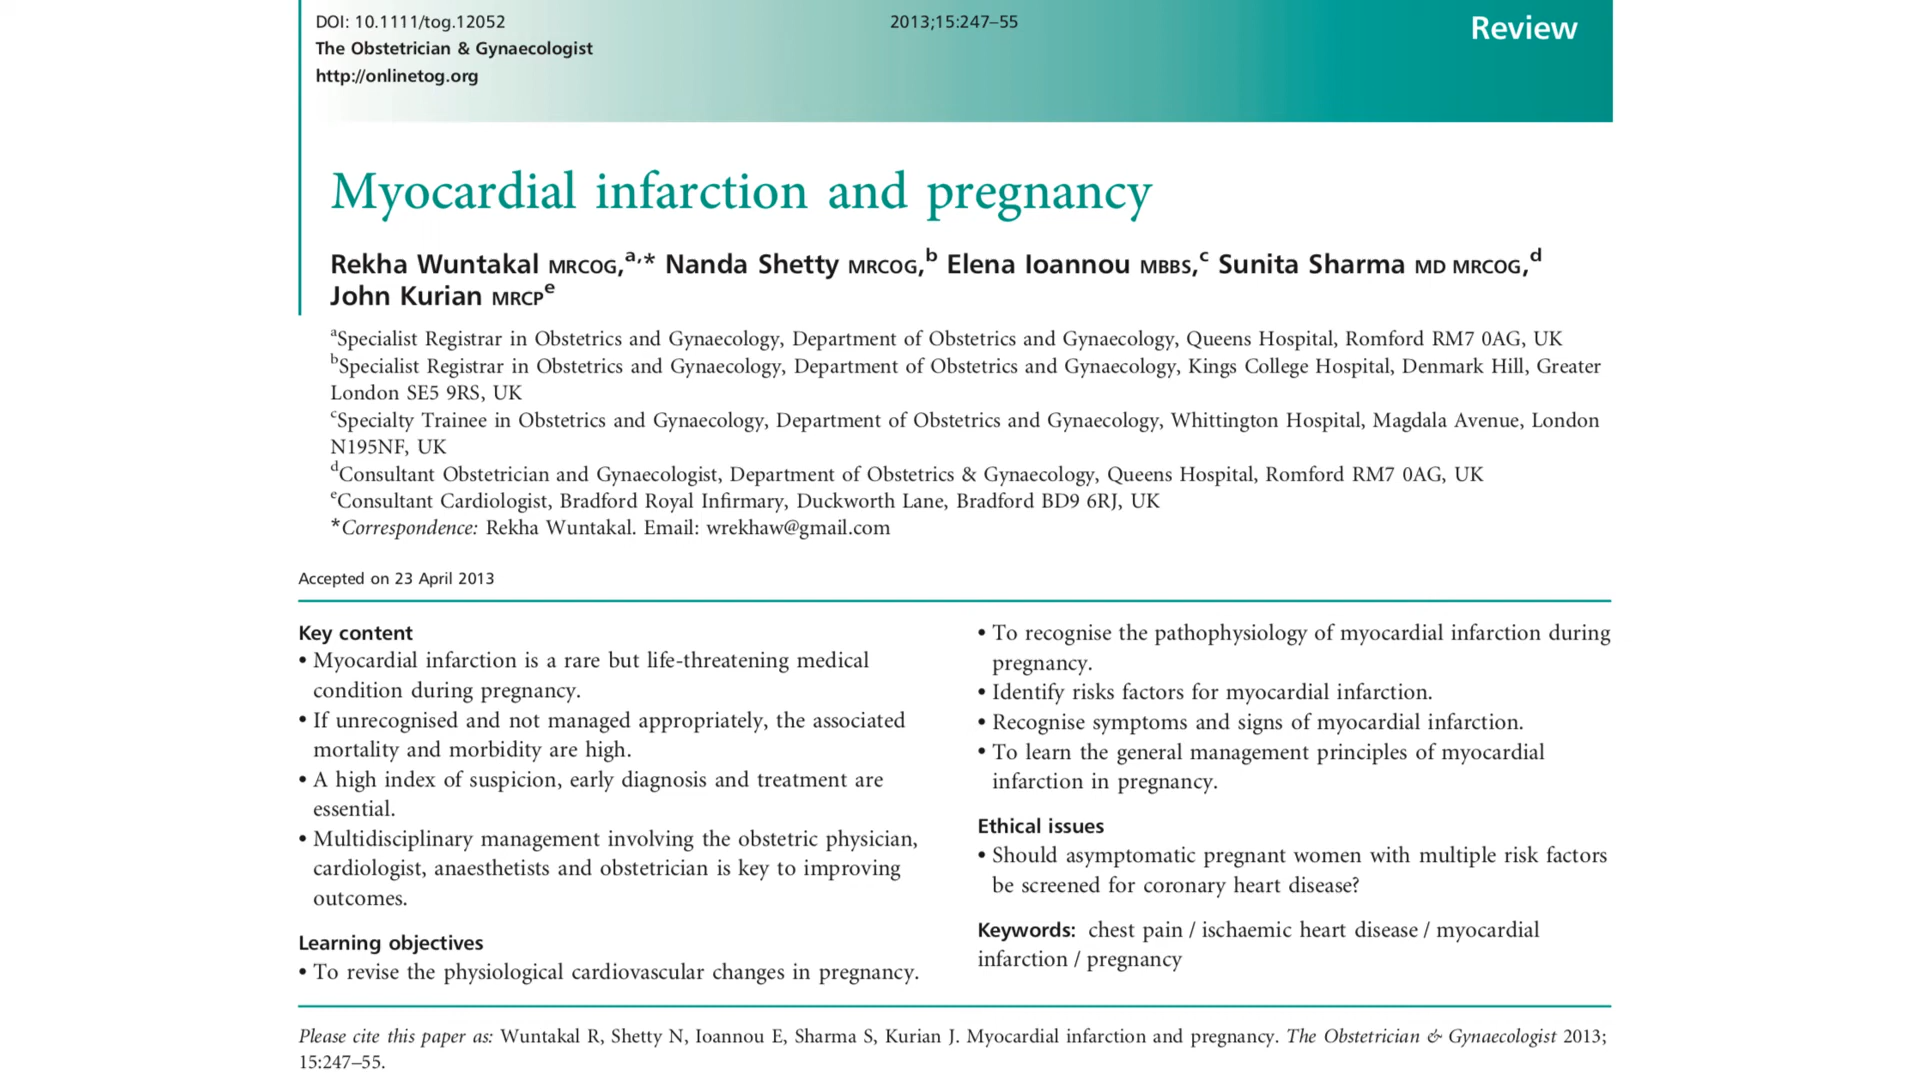 DOI: 10.1111/tog.12052
2013;15:247–55
Review
The Obstetrician & Gynaecologist
http://onlinetog.org
Myocardial infarction and pregnancy
Rekha Wuntakal MRCOG,a,* Nanda Shetty MRCOG,b Elena Ioannou MBBS,c Sunita Sharma MD MRCOG,d
John Kurian MRCPe
aSpecialist Registrar in Obstetrics and Gynaecology, Department of Obstetrics and Gynaecology, Queens Hospital, Romford RM7 0AG, UK
bSpecialist Registrar in Obstetrics and Gynaecology, Department of Obstetrics and Gynaecology, Kings College Hospital, Denmark Hill, Greater
London SE5 9RS, UK
cSpecialty Trainee in Obstetrics and Gynaecology, Department of Obstetrics and Gynaecology, Whittington Hospital, Magdala Avenue, London
N195NF, UK
dConsultant Obstetrician and Gynaecologist, Department of Obstetrics & Gynaecology, Queens Hospital, Romford RM7 0AG, UK
eConsultant Cardiologist, Bradford Royal Infirmary, Duckworth Lane, Bradford BD9 6RJ, UK
*Correspondence: Rekha Wuntakal. Email: wrekhaw@gmail.com
Accepted on 23 April 2013
Key content
• Myocardial infarction is a rare but life-threatening medical
condition during pregnancy.
• If unrecognised and not managed appropriately, the associated
mortality and morbidity are high.
• A high index of suspicion, early diagnosis and treatment are
essential.
• Multidisciplinary management involving the obstetric physician,
cardiologist, anaesthetists and obstetrician is key to improving
outcomes.
Learning objectives
• To revise the physiological cardiovascular changes in pregnancy.
• To recognise the pathophysiology of myocardial infarction during
pregnancy.
• Identify risks factors for myocardial infarction.
• Recognise symptoms and signs of myocardial infarction.
• To learn the general management principles of myocardial
infarction in pregnancy.
Ethical issues
• Should asymptomatic pregnant women with multiple risk factors
be screened for coronary heart disease?
Keywords: chest pain / ischaemic heart disease / myocardial
infarction / pregnancy
Please cite this paper as: Wuntakal R, Shetty N, Ioannou E, Sharma S, Kurian J. Myocardial infarction and pregnancy. The Obstetrician & Gynaecologist 2013;
15:247–55.